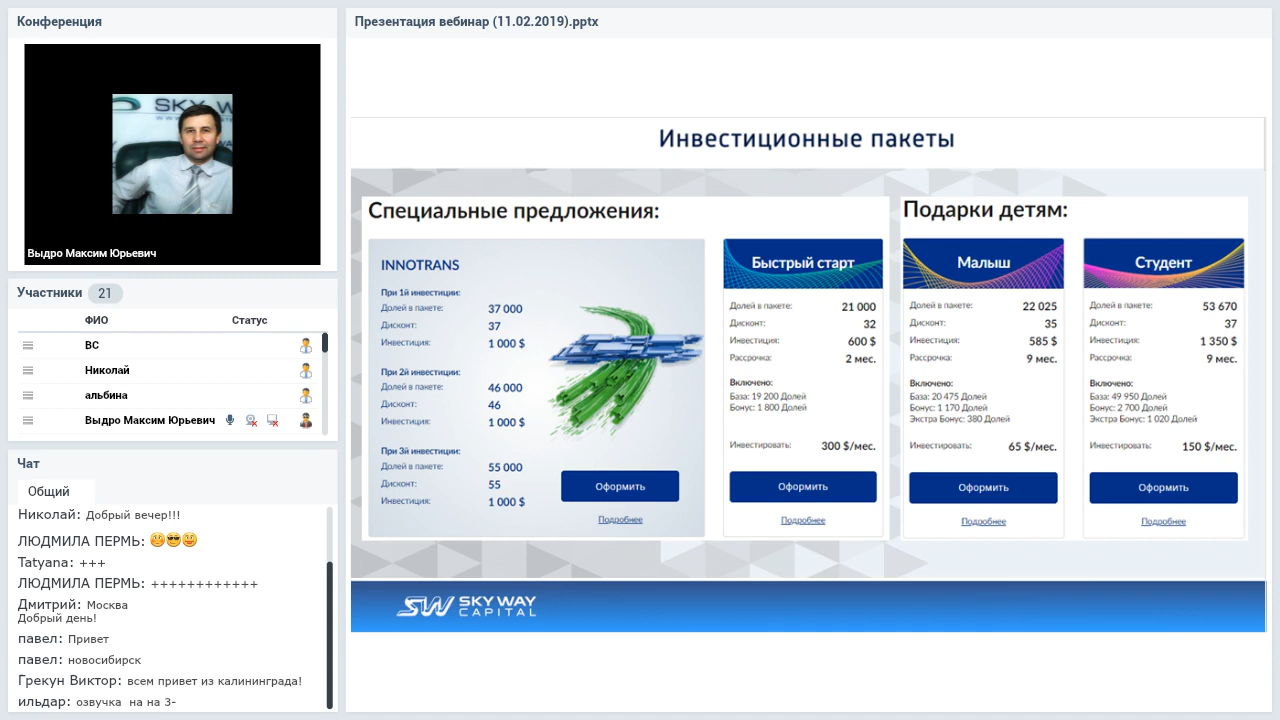 Конференция
SKY W
Выдро Максим Юрьевич
Участники 21
ФИО Статус
ВС
Николай
альбина
Выдро Максим Юрьевич
Чат
Общий
Николай: Добрый вечер!!!
ЛЮДМИЛА ПЕРМЬ:
Tatyana: +++
ЛЮДМИЛА ПЕРМЬ: ++++++++++++
Дмитрий: Москва
Добрый день!
павел: Привет
павел: новосибирск
Грекун Виктор: всем привет из калининграда!
ильдар: озвучка на на 3-
Презентация вебинар (11.02.2019).pptx
Инвестиционные пакеты
Специальные предложения:
INNOTRANS
При 1й инвестиции:
Долей в пакете: 37 000
Дисконт: 37
Инвестиция: 1 000 $
При 2й инвестиции:
Долей в пакете: 46 000
Дисконт: 46
Инвестиция: 1 000 $
При 3й инвестиции:
Долей в пакете: 55 000
Дисконт: 55
Инвестиция: 1 000 $
Оформить
Подробнее
Быстрый старт
Долей в пакете: 21 000
Дисконт: 32
Инвестиция: 600 $
Рассрочка: 2 мес.
Включено:
База: 19 200 Долей
Бонус: 1 800 Долей
Инвестировать: 300 $/мес.
Оформить
Подробнее
Подарки детям:
Малыш
Долей в пакете: 22 025
Дисконт: 35
Инвестиция: 585 $
Рассрочка: 9 мес.
Включено:
База: 20 475 Долей
Бонус: 1 170 Долей
Экстра Бонус: 380 Долей
Инвестировать: 65 $/мес.
Оформить
Подробнее
Студент
Долей в пакете: 53 670
Дисконт: 37
Инвестиция: 1 350 $
Рассрочка: 9 мес.
Включено:
База: 49 950 Долей
Бонус: 2 700 Долей
Экстра Бонус: 1 020 Долей
Инвестировать: 150 $/мес.
Оформить
Подробнее
SW SKY WAY
CAPITAL